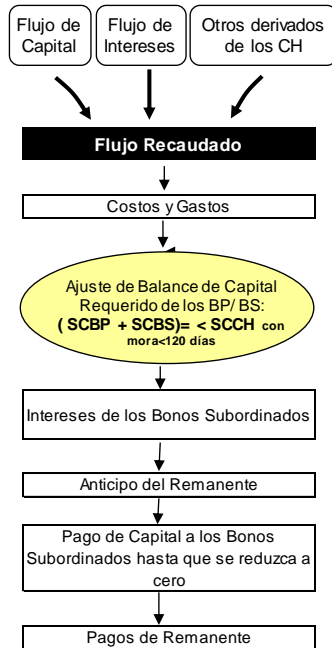 Flujo de
Capital
Flujo de
Intereses
Otros derivados
de los CH
Flujo Recaudado
Costos y Gastos
Ajuste de Balance de Capital
Requerido de los BP/ BS:
( SCBP + SCBS)= < SCCH con
mora<120 días
Intereses de los Bonos Subordinados
Anticipo del Remanente
Pago de Capital a los Bonos
Subordinados hasta que se reduzca a
cero
Pagos de Remanente